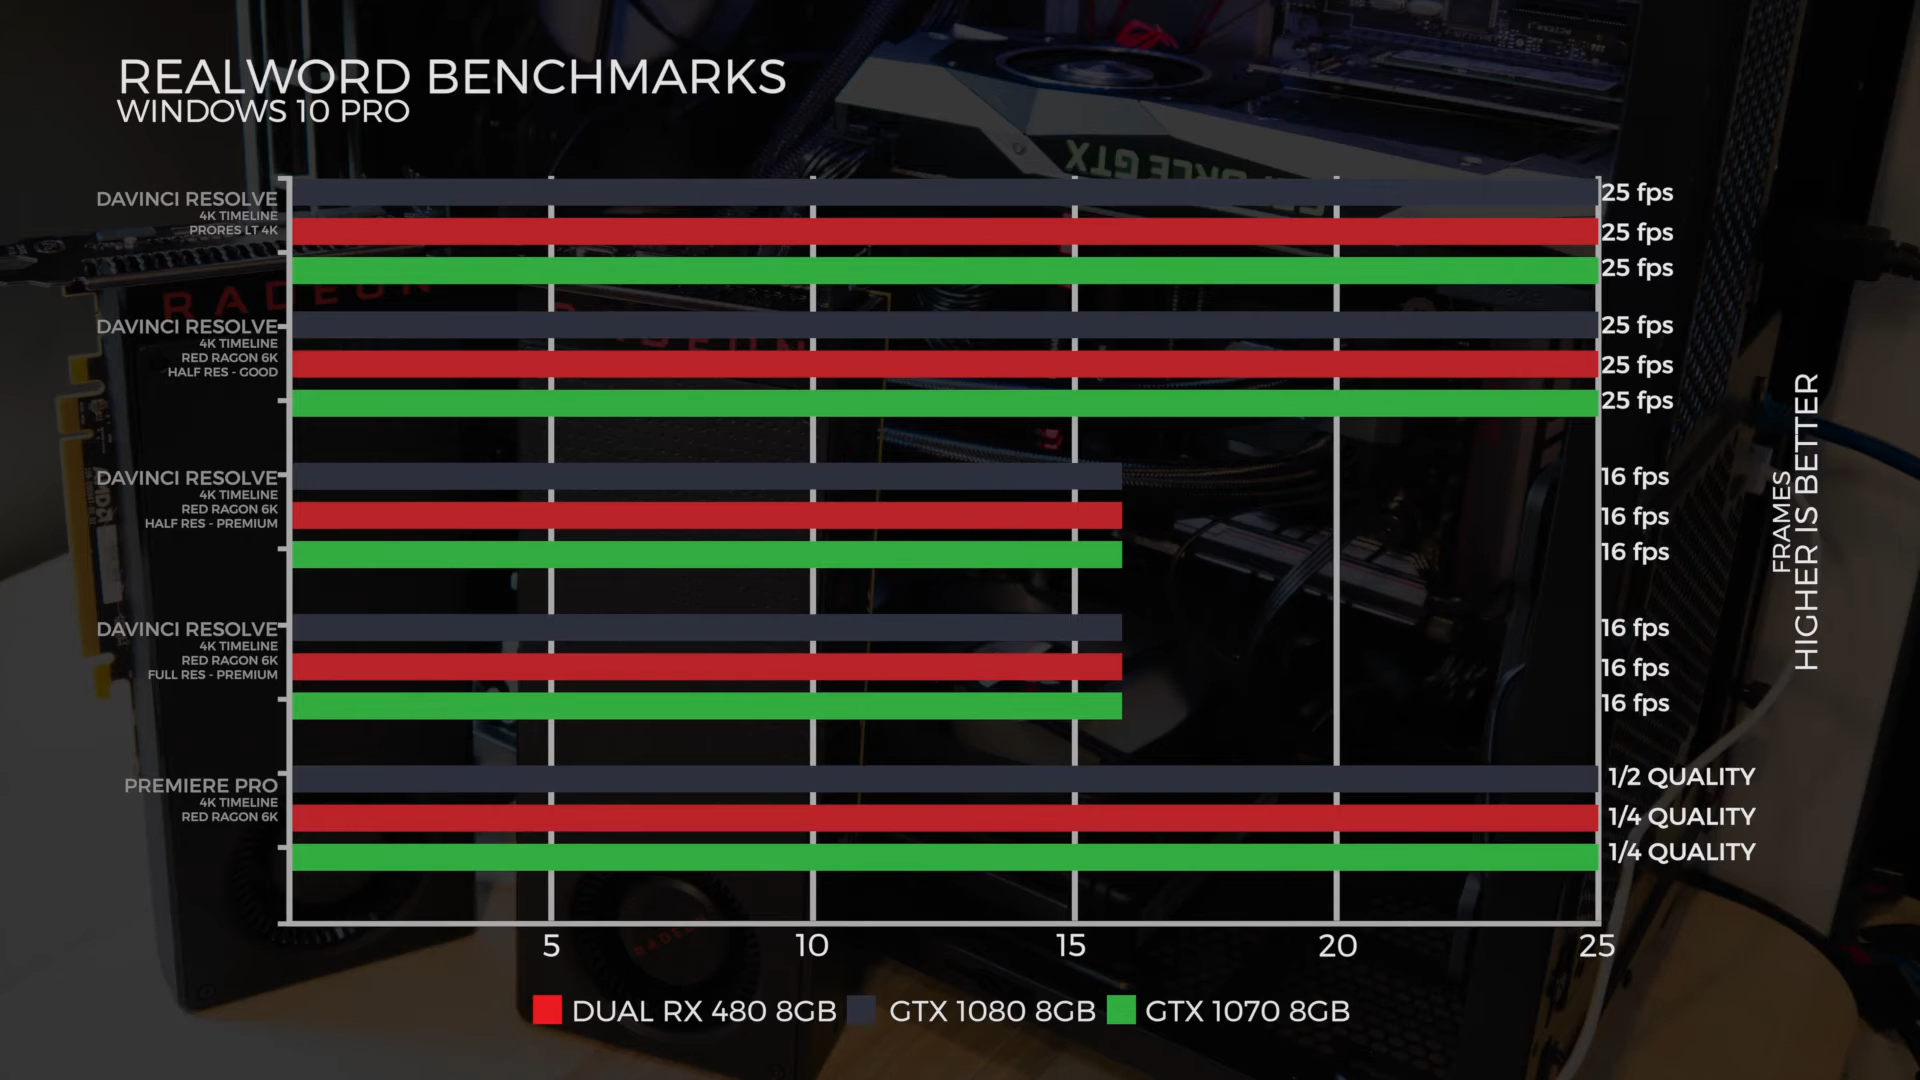 REALWORD BENCHMARKS
WINDOWS 10 PRO
DAVINCI RESOLVE
4K TIMELINE
PRORES LT 4K
25 fps
25 fps
25 fps
DAVINCI RESOLVE
4K TIMELINE
RED RAGON 6K
HALF RES - GOOD
25 fps
25 fps
25 fps
DAVINCI RESOLVE
4K TIMELINE
RED RAGON 6K
HALF RES - PREMIUM
16 fps
16 fps
16 fps
DAVINCI RESOLVE
4K TIMELINE
RED RAGON 6K
FULL RES - PREMIUM
16 fps
16 fps
16 fps
PREMIERE PRO
4K TIMELINE
RED RAGON 6K
1/2 QUALITY
1/4 QUALITY
1/4 QUALITY
FRAMES
HIGHER IS BETTER
5 10 15 20 25
DUAL RX 480 8GB GTX 1080 8GB GTX 1070 8GB
RADEON
RADEON
GTX